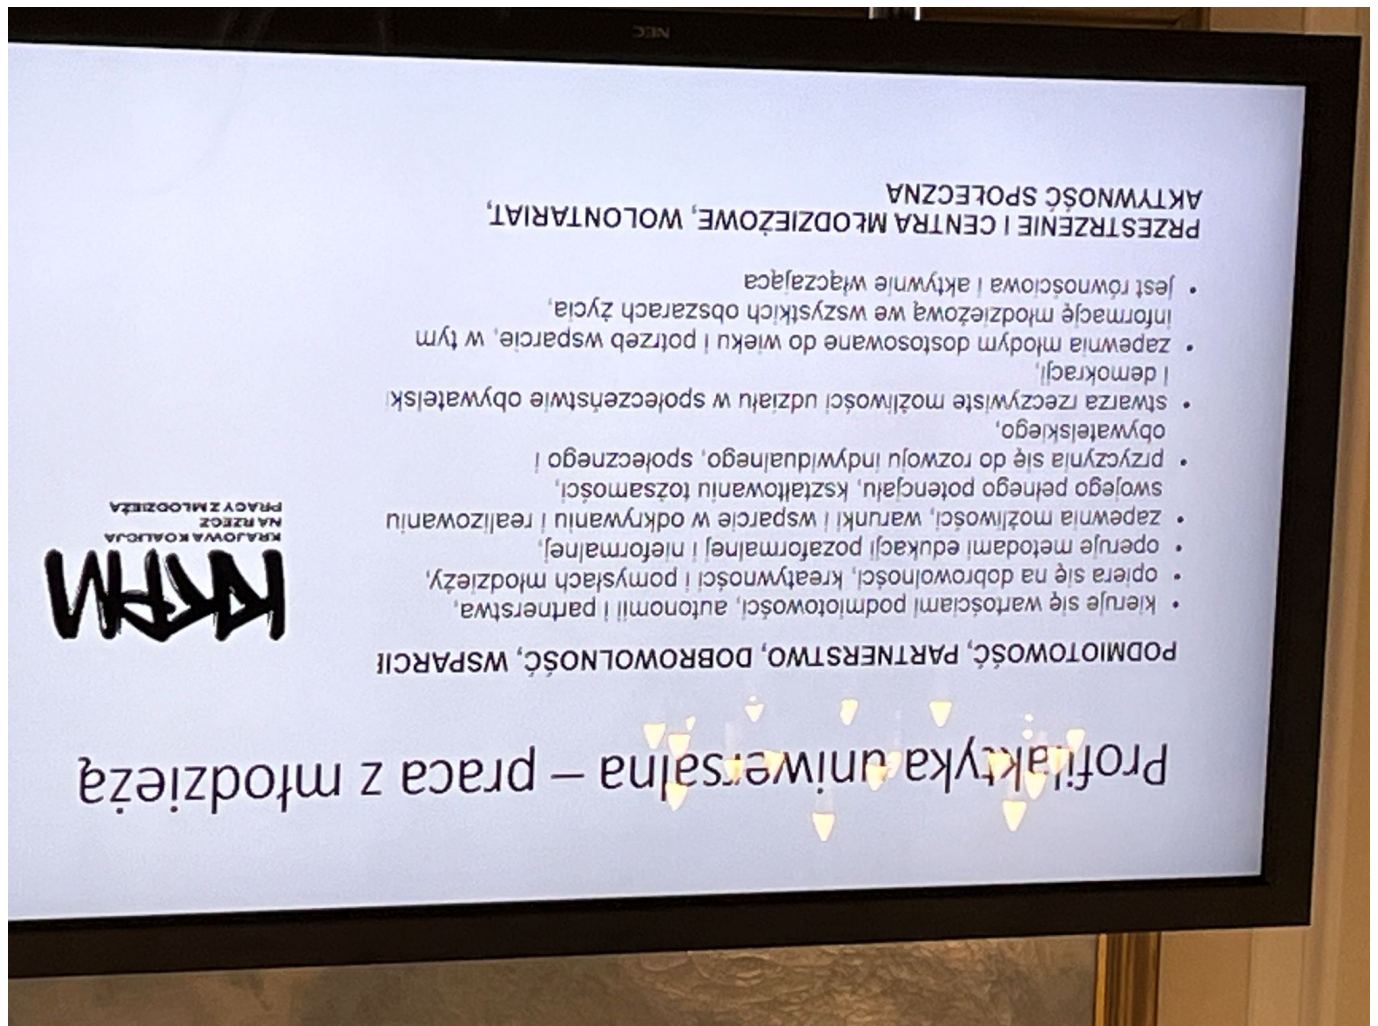 Profilaktyka uniwersalna – praca z młodzieżą
PODMIOTOWOŚĆ, PARTNERSTWO, DOBROWOLNOŚĆ, WSPARCIE
• kieruje się wartościami podmiotowości, autonomii i partnerstwa,
• opiera się na dobrowolności, kreatywności i pomysłach młodzieży,
• operuje metodami edukacji pozaformalnej i nieformalnej,
• zapewnia możliwości, warunki i wsparcie w odkrywaniu i realizowaniu
swojego pełnego potencjału, kształtowaniu tożsamości,
• przyczynia się do rozwoju indywidualnego, społecznego i
obywatelskiego,
• stwarza rzeczywiste możliwości udziału w społeczeństwie obywatelsk
i demokracji,
• zapewnia młodym dostosowane do wieku i potrzeb wsparcie, w tym
informację młodzieżową we wszystkich obszarach życia,
• jest równościowa i aktywnie włączająca
PRZESTRZENIE I CENTRA MŁODZIEŻOWE, WOLONTARIAT,
AKTYWNOŚĆ SPOŁECZNA
KKPM
KRAJOWA KOALICJA
NA RZECZ
PRACY Z MŁODZIEŻĄ
NEC